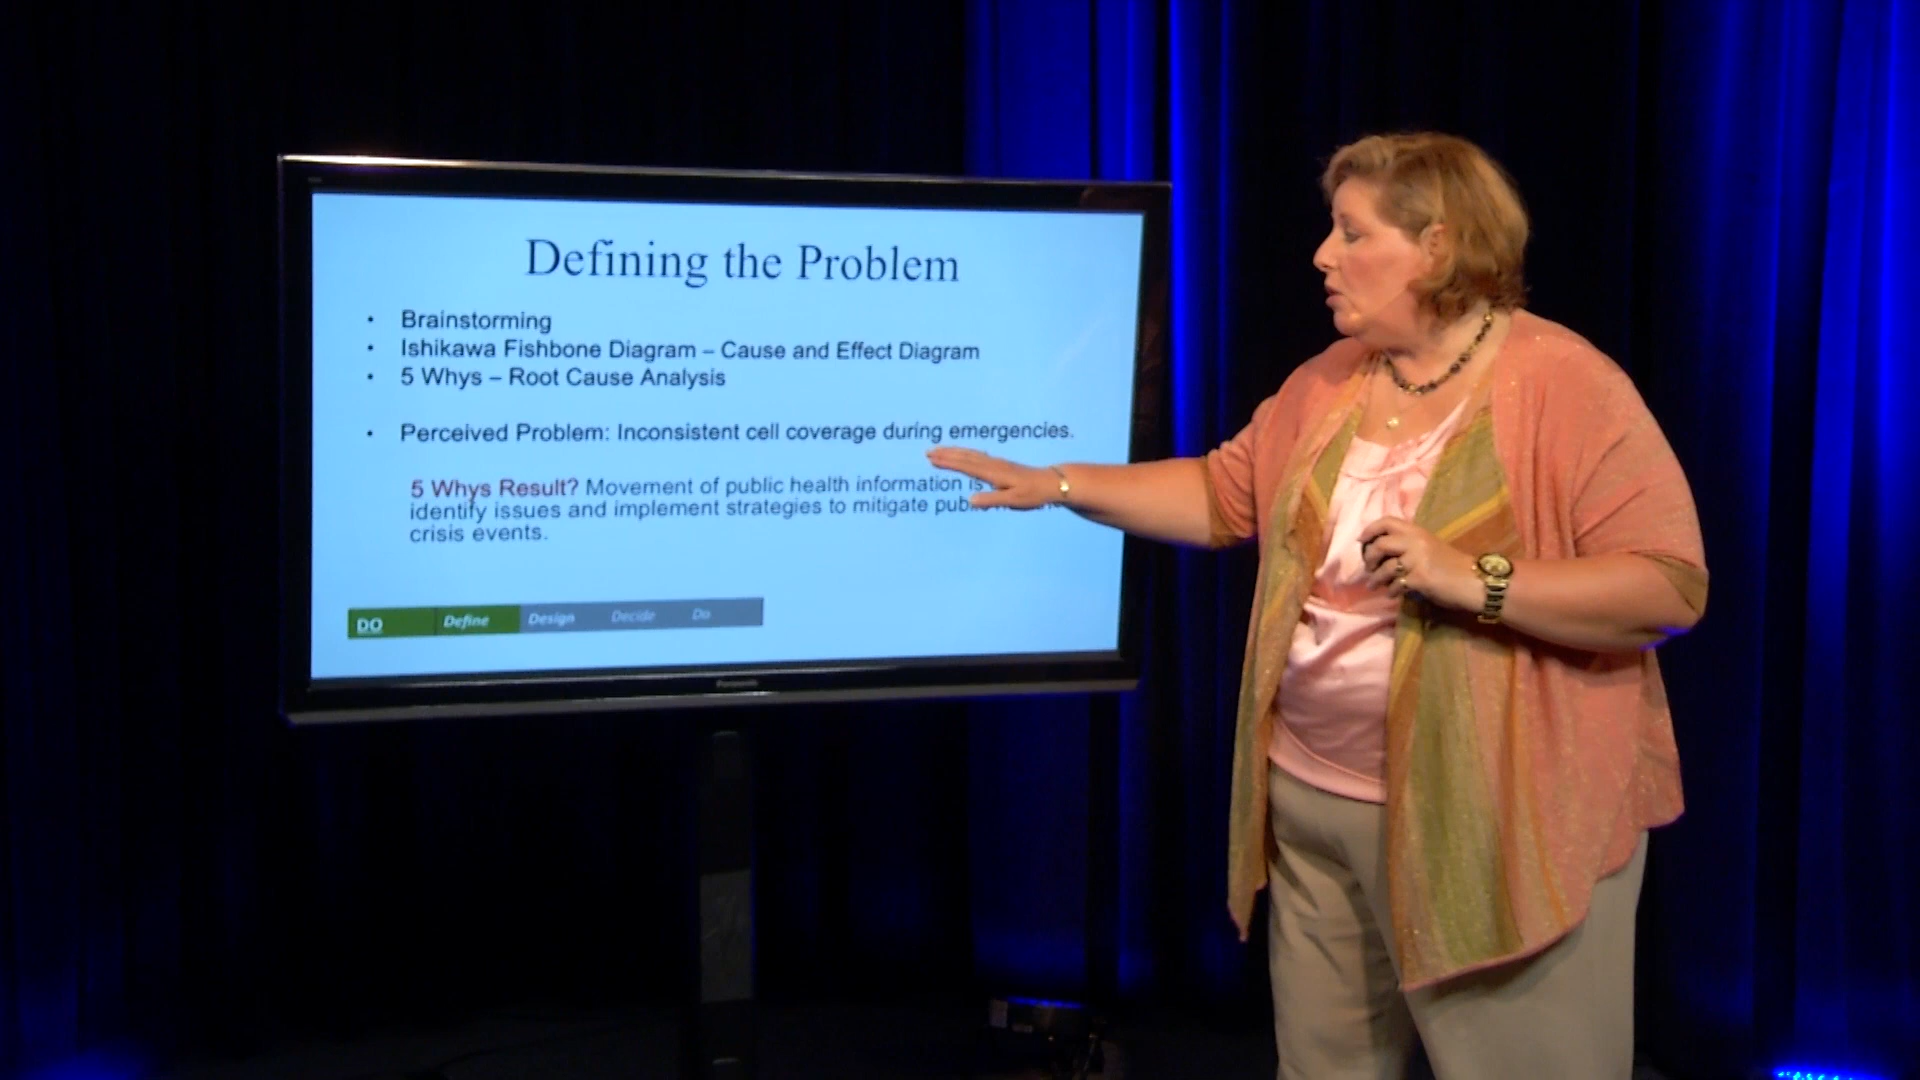 Defining the Problem
• Brainstorming
• Ishikawa Fishbone Diagram – Cause and Effect Diagram
• 5 Whys – Root Cause Analysis
• Perceived Problem: Inconsistent cell coverage during emergencies.
5 Whys Result? Movement of public health information is
identify issues and implement strategies to mitigate
crisis events.
DO Define Design Decide Do
Panasonic